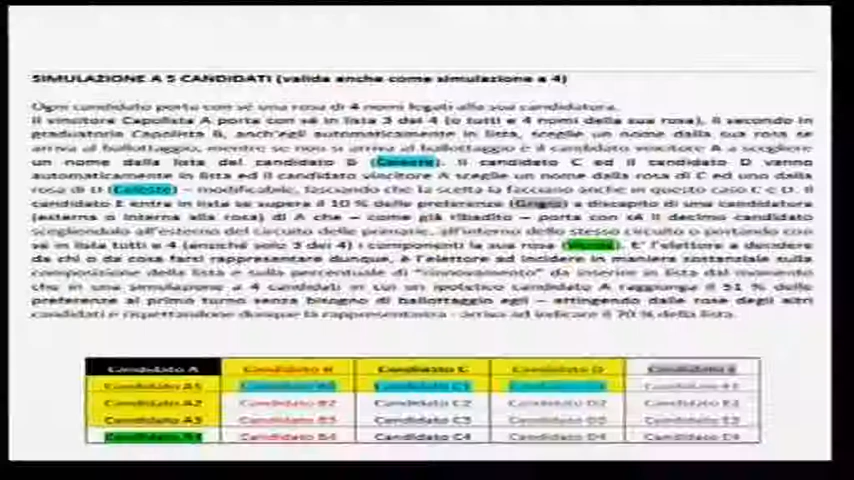 SIMULAZIONE A 5 CANDIDATI (valida anche come simulazione a 4)
Ogni candidato porta con sé una rosa di 4 nomi legati alla sua candidatura.
Il vincitore Capolista A porta con sé in lista 3 dei 4 (o tutti e 4 nomi della sua rosa), il secondo in
graduatoria Capolista B, anch'egli automaticamente in lista, sceglie un nome dalla sua rosa se
arriva al ballottaggio, mentre se non si arriva al ballottaggio è il candidato vincitore A a scegliere
un nome dalla lista del candidato B (Celeste). Il candidato C ed il candidato D vanno
automaticamente in lista ed il candidato vincitore A sceglie un nome dalla rosa di C ed uno dalla
rosa di D (Celeste) – modificabile, lasciando che la scelta la facciano anche in questo caso C e D. Il
candidato E entra in lista se supera il 10 % delle preferenze (Grigio) a discapito di una candidatura
(esterna o interna alla rosa) di A che – come già ribadito – porta con sé il decimo candidato
scegliendolo all'esterno del circuito delle primarie, all'interno dello stesso circuito o portando con
sé in lista tutti e 4 (anziché solo 3 dei 4) i componenti la sua rosa (Verde). E' l'elettore a decidere
da chi o da cosa farsi rappresentare dunque, è l'elettore ad incidere in maniera sostanziale sulla
composizione della lista e sulla percentuale di "rinnovamento" da inserire in lista dal momento
che in una simulazione a 4 candidati in cui un ipotetico candidato A raggiunga il 51 % delle
preferenze al primo turno senza bisogno di ballottaggio egli – attingendo dalle rose degli altri
candidati e rispettandone dunque la rappresentanza - arriva ad indicare il 70 % della lista.
Candidato A Candidato B Candidato C Candidato D Candidato E
Candidato A1 Candidato B1 Candidato C1 Candidato D1 Candidato E1
Candidato A2 Candidato B2 Candidato C2 Candidato D2 Candidato E2
Candidato A3 Candidato B3 Candidato C3 Candidato D3 Candidato E3
Candidato A4 Candidato B4 Candidato C4 Candidato D4 Candidato E4